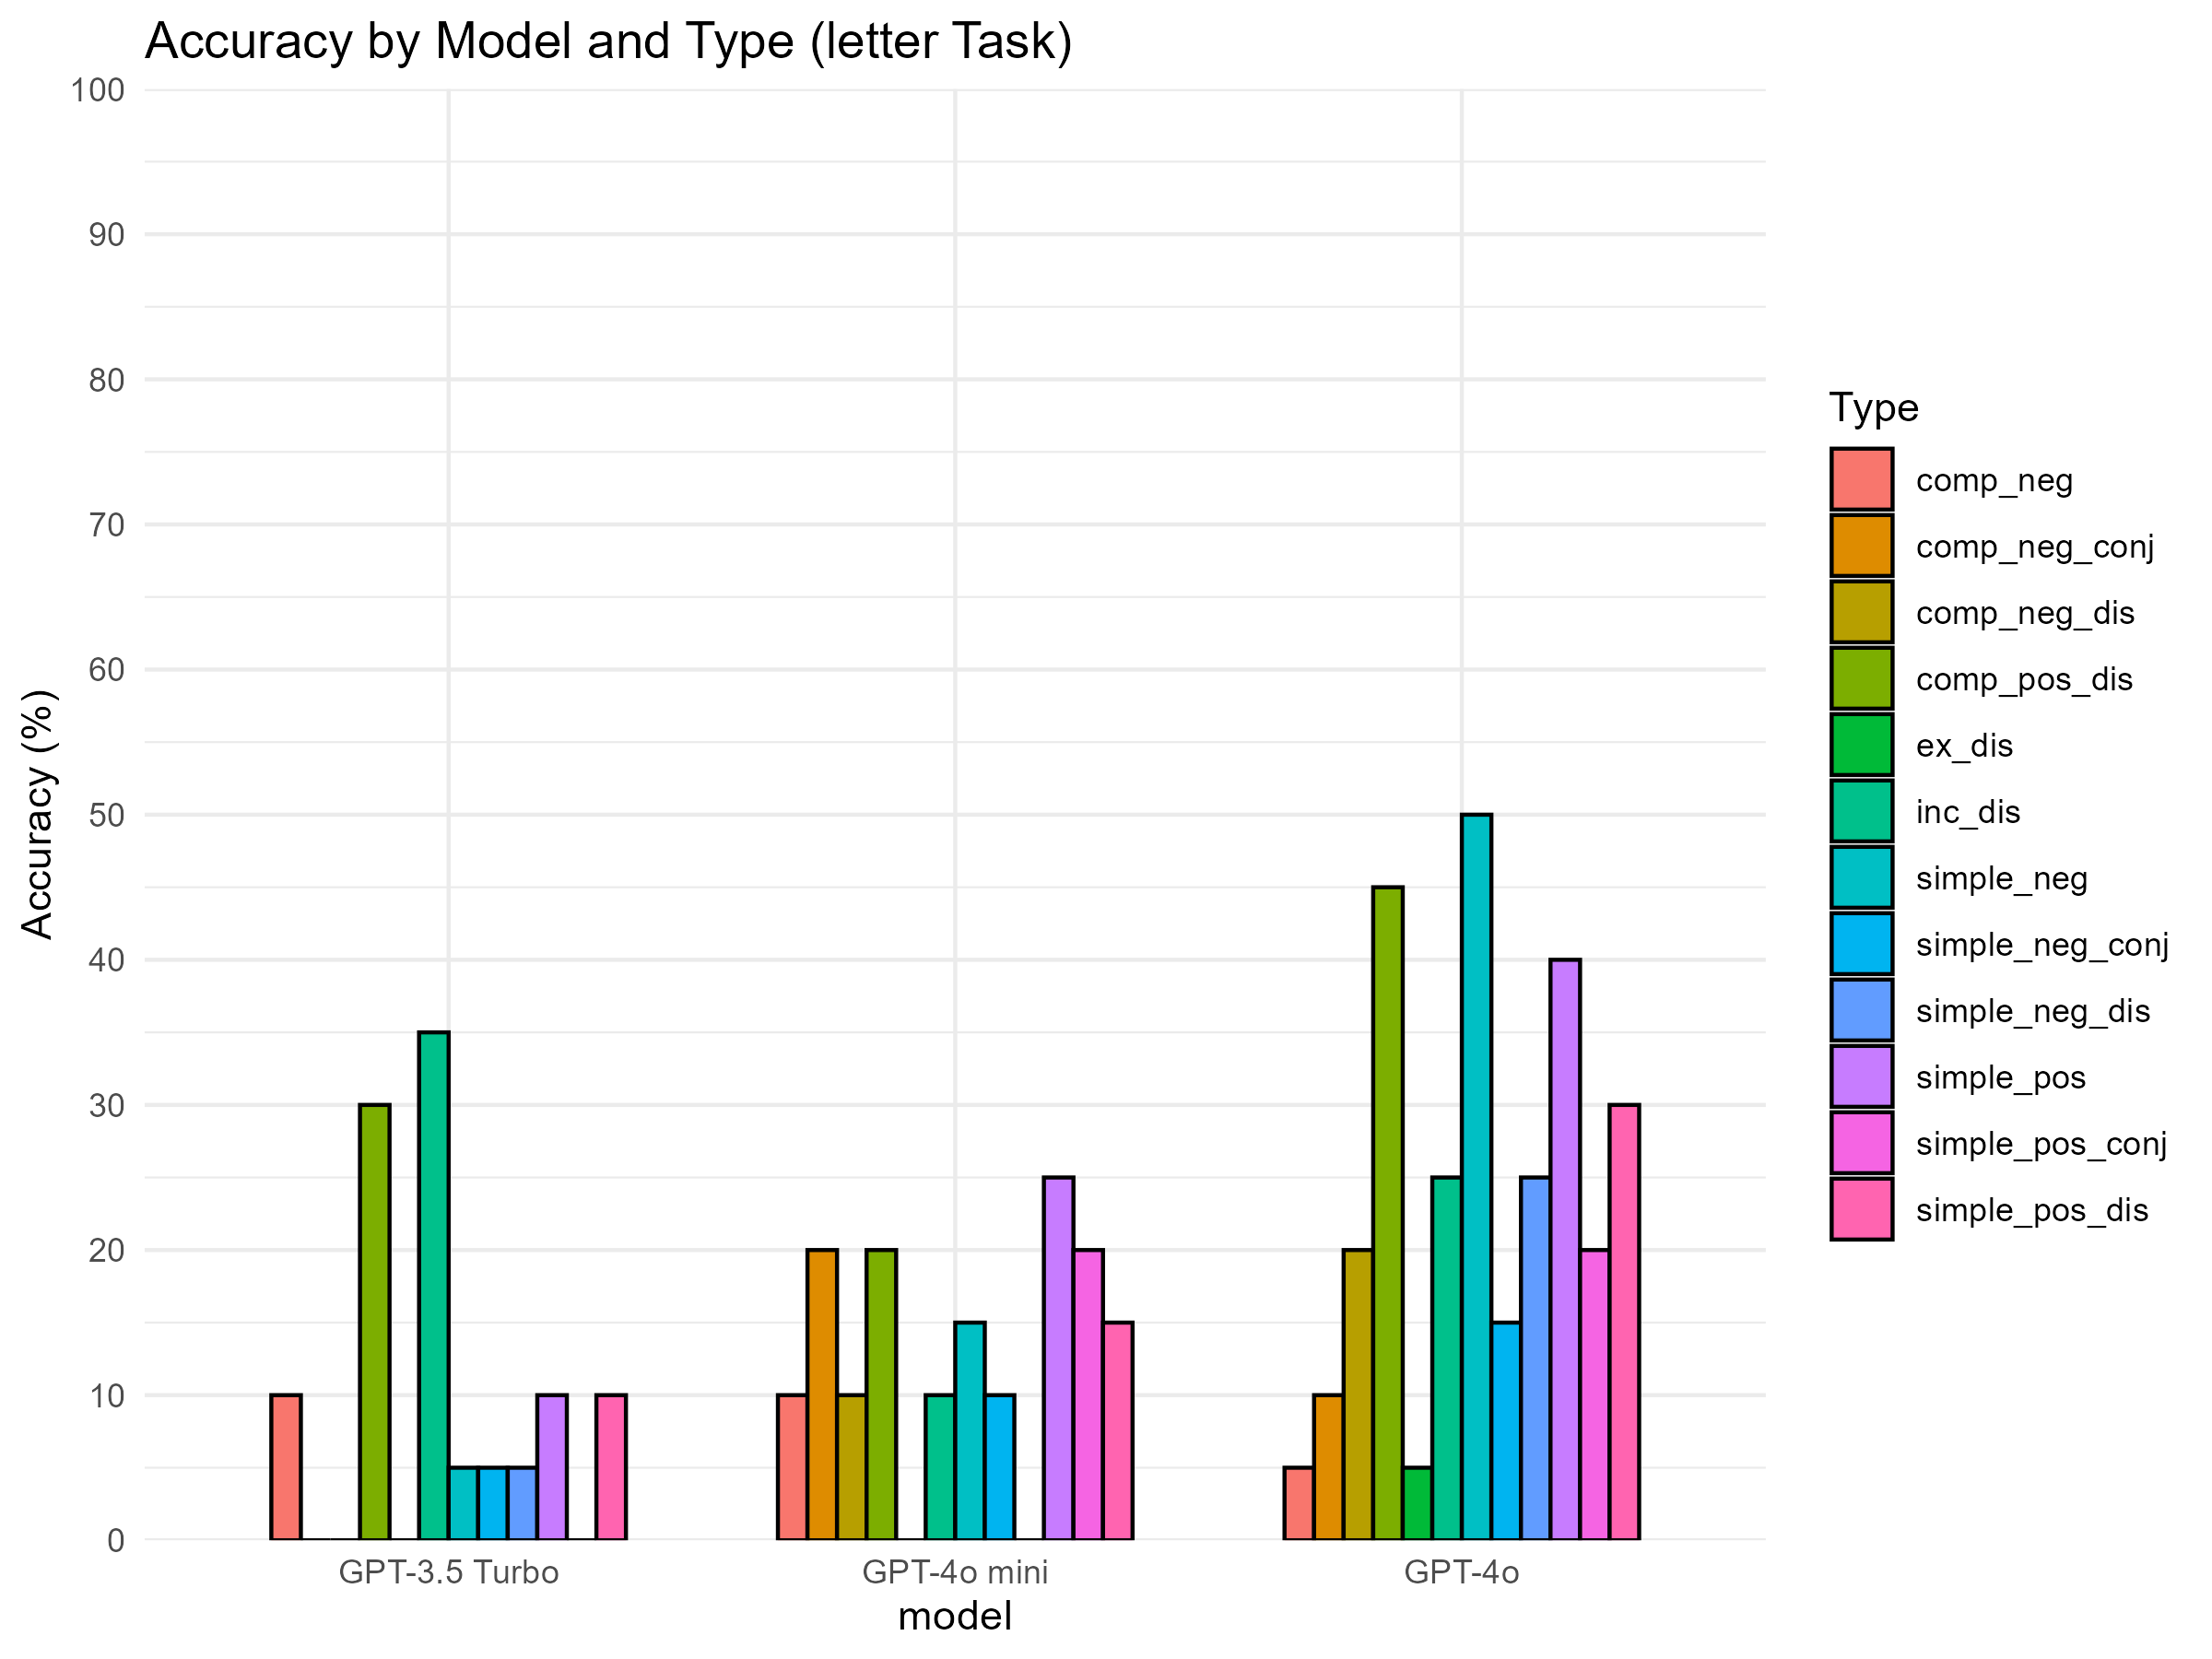 Accuracy by Model and Type (letter Task)
100
90
80
70
60
50
40
30
20
10
0
Accuracy (%)
GPT-3.5 Turbo
GPT-4o mini
GPT-4o
model
Type
comp_neg
comp_neg_conj
comp_neg_dis
comp_pos_dis
ex_dis
inc_dis
simple_neg
simple_neg_conj
simple_neg_dis
simple_pos
simple_pos_conj
simple_pos_dis